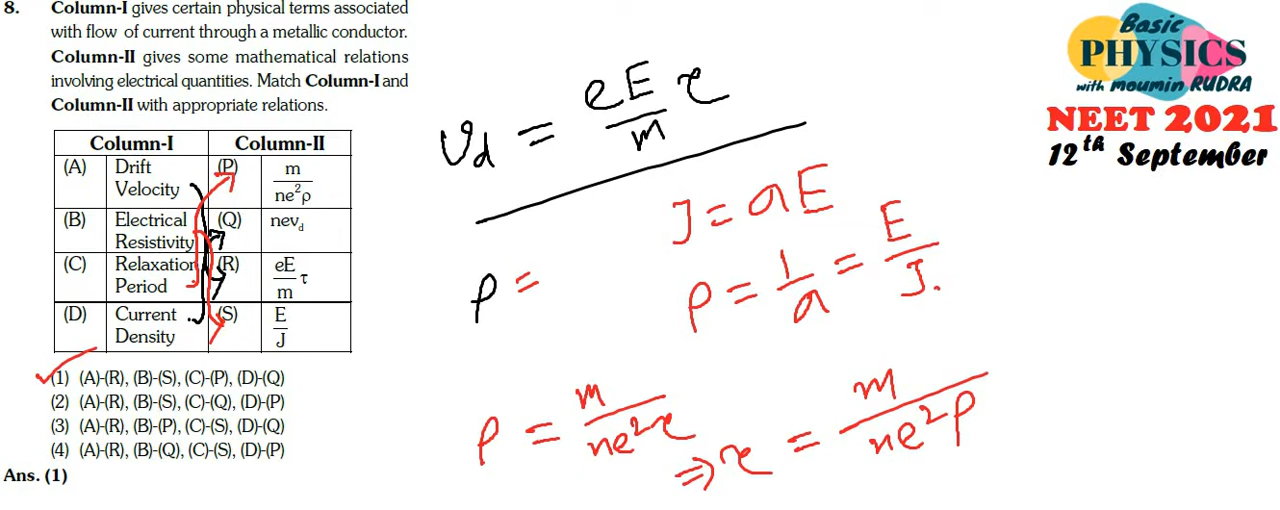 8. Column-I gives certain physical terms associated
with flow of current through a metallic conductor.
Column-II gives some mathematical relations
involving electrical quantities. Match Column-I and
Column-II with appropriate relations.
Column-I Column-II
(A) Drift Velocity (P) m/ne²ρ
(B) Electrical Resistivity (Q) nev_d
(C) Relaxation Period (R) eE/m τ
(D) Current Density (S) E/J
(1) (A)-(R), (B)-(S), (C)-(P), (D)-(Q)
(2) (A)-(R), (B)-(S), (C)-(Q), (D)-(P)
(3) (A)-(R), (B)-(P), (C)-(S), (D)-(Q)
(4) (A)-(R), (B)-(Q), (C)-(S), (D)-(P)
Ans. (1)
v_d = eE/m τ
J = σE
ρ =
ρ = 1/σ = E/J.
ρ = m/ne²τ
⇒ τ = m/ne²ρ
Basic
PHYSICS
with moumin RUDRA
NEET 2021
12th September